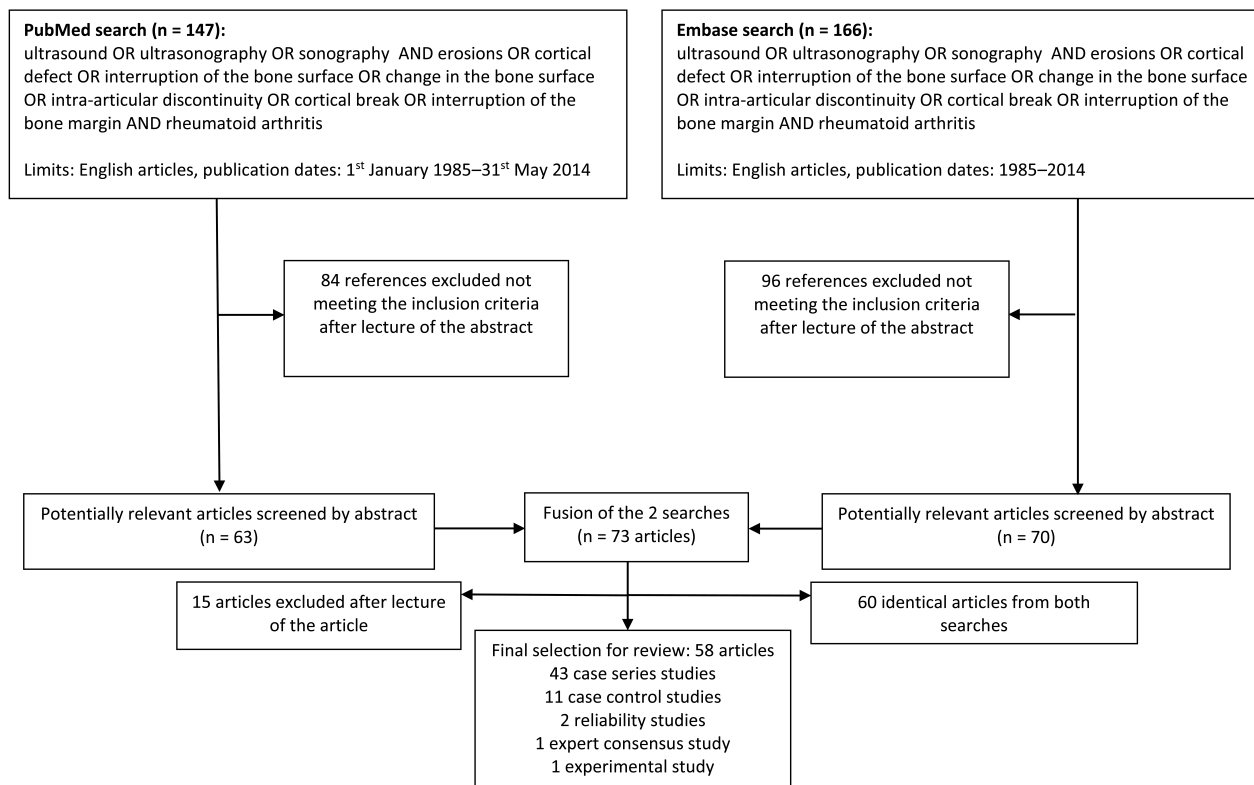 PubMed search (n = 147):
ultrasound OR ultrasonography OR sonography AND erosions OR cortical
defect OR interruption of the bone surface OR change in the bone surface
OR intra-articular discontinuity OR cortical break OR interruption of the
bone margin AND rheumatoid arthritis
Limits: English articles, publication dates: 1st January 1985–31st May 2014
Embase search (n = 166):
ultrasound OR ultrasonography OR sonography AND erosions OR cortical
defect OR interruption of the bone surface OR change in the bone surface
OR intra-articular discontinuity OR cortical break OR interruption of the
bone margin AND rheumatoid arthritis
Limits: English articles, publication dates: 1985–2014
84 references excluded not
meeting the inclusion criteria
after lecture of the abstract
96 references excluded not
meeting the inclusion criteria
after lecture of the abstract
Potentially relevant articles screened by abstract
(n = 63)
Fusion of the 2 searches
(n = 73 articles)
Potentially relevant articles screened by abstract
(n = 70)
15 articles excluded after lecture
of the article
60 identical articles from both
searches
Final selection for review: 58 articles
43 case series studies
11 case control studies
2 reliability studies
1 expert consensus study
1 experimental study